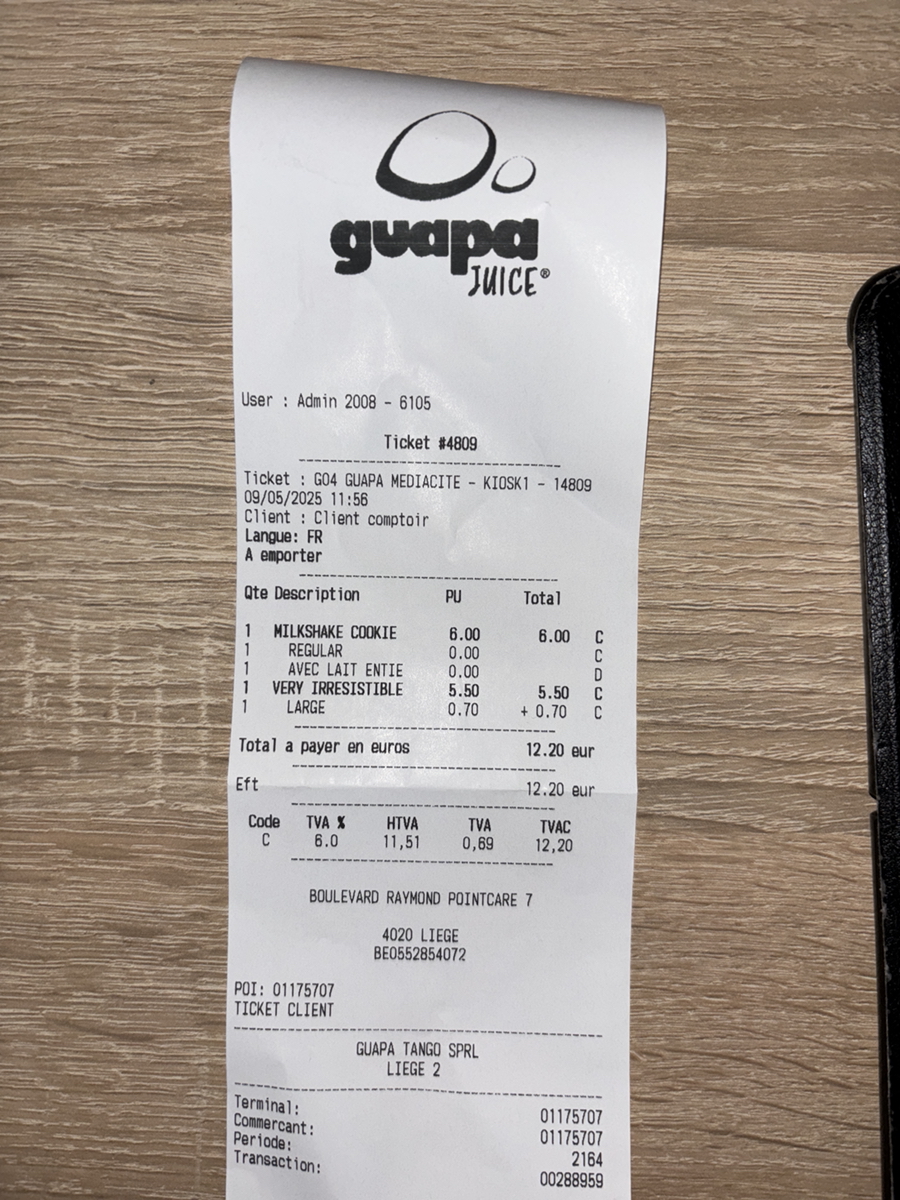 guapa
JUICE®
User : Admin 2008 - 6105
Ticket #4809
Ticket : G04 GUAPA MEDIACITE - KIOSK1 - 14809
09/05/2025 11:56
Client : Client comptoir
Langue: FR
A emporter
Qte Description PU Total
1 MILKSHAKE COOKIE 6.00 6.00 C
1 REGULAR 0.00 C
1 AVEC LAIT ENTIE 0.00 D
1 VERY IRRESISTIBLE 5.50 5.50 C
1 LARGE 0.70 + 0.70 C
Total a payer en euros 12.20 eur
Eft 12.20 eur
Code TVA % HTVA TVA TVAC
C 6.0 11,51 0,69 12,20
BOULEVARD RAYMOND POINTCARE 7
4020 LIEGE
BE0552854072
POI: 01175707
TICKET CLIENT
GUAPA TANGO SPRL
LIEGE 2
Terminal: 01175707
Commercant: 01175707
Periode: 2164
Transaction: 00288959